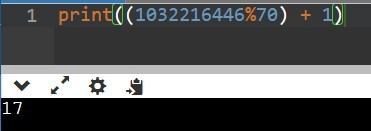 1 print((1032216446%70) + 1)
17